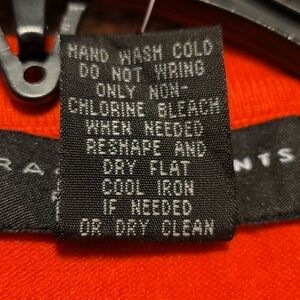 HAND WASH COLD
DO NOT WRING
ONLY NON-
CHLORINE BLEACH
WHEN NEEDED
RESHAPE AND
DRY FLAT
COOL IRON
IF NEEDED
OR DRY CLEAN